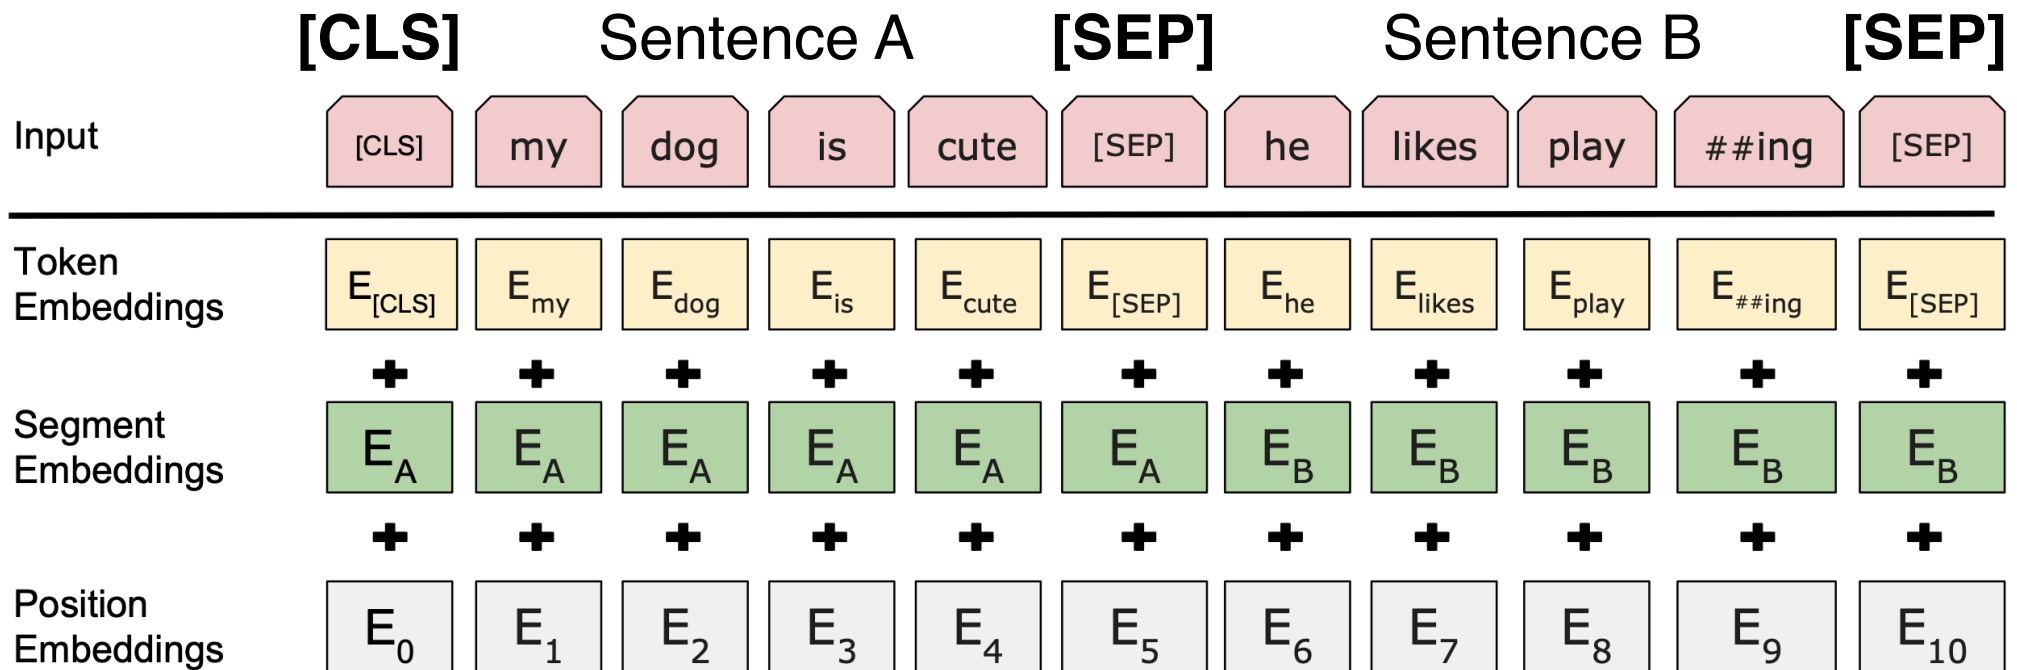 [CLS] Sentence A [SEP] Sentence B [SEP]
Input [CLS] my dog is cute [SEP] he likes play ##ing [SEP]
Token
Embeddings E[CLS] Emy Edog Eis Ecute E[SEP] Ehe Elikes Eplay E##ing E[SEP]
+ + + + + + + + + + +
Segment
Embeddings EA EA EA EA EA EA EB EB EB EB EB
+ + + + + + + + + + +
Position
Embeddings E0 E1 E2 E3 E4 E5 E6 E7 E8 E9 E10